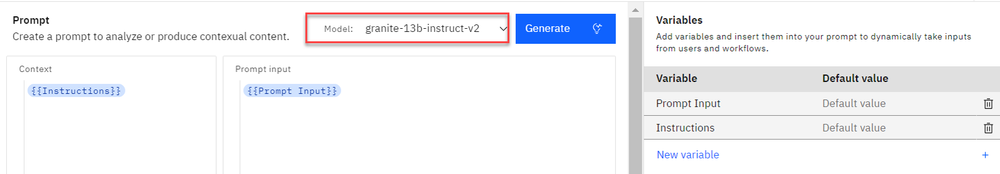 Prompt
Create a prompt to analyze or produce contexual content.
Model: granite-13b-instruct-v2
Generate
Context
{{Instructions}}
Prompt input
{{Prompt Input}}
Variables
Add variables and insert them into your prompt to dynamically take inputs
from users and workflows.
Variable Default value
Prompt Input Default value
Instructions Default value
New variable +